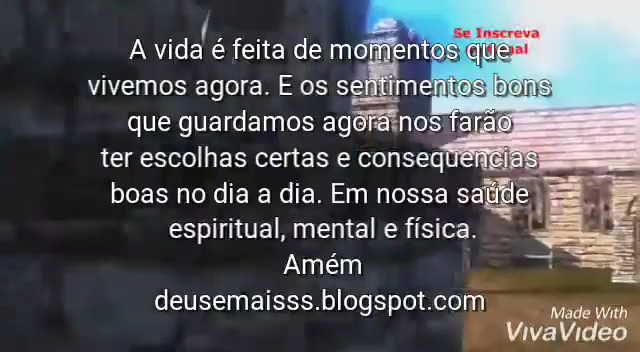 Se Inscreva
A vida é feita de momentos que
vivemos agora. E os sentimentos bons
que guardamos agora nos farão
ter escolhas certas e consequencias
boas no dia a dia. Em nossa saúde
espiritual, mental e física.
Amém
deusemaisss.blogspot.com
Made With
VivaVideo